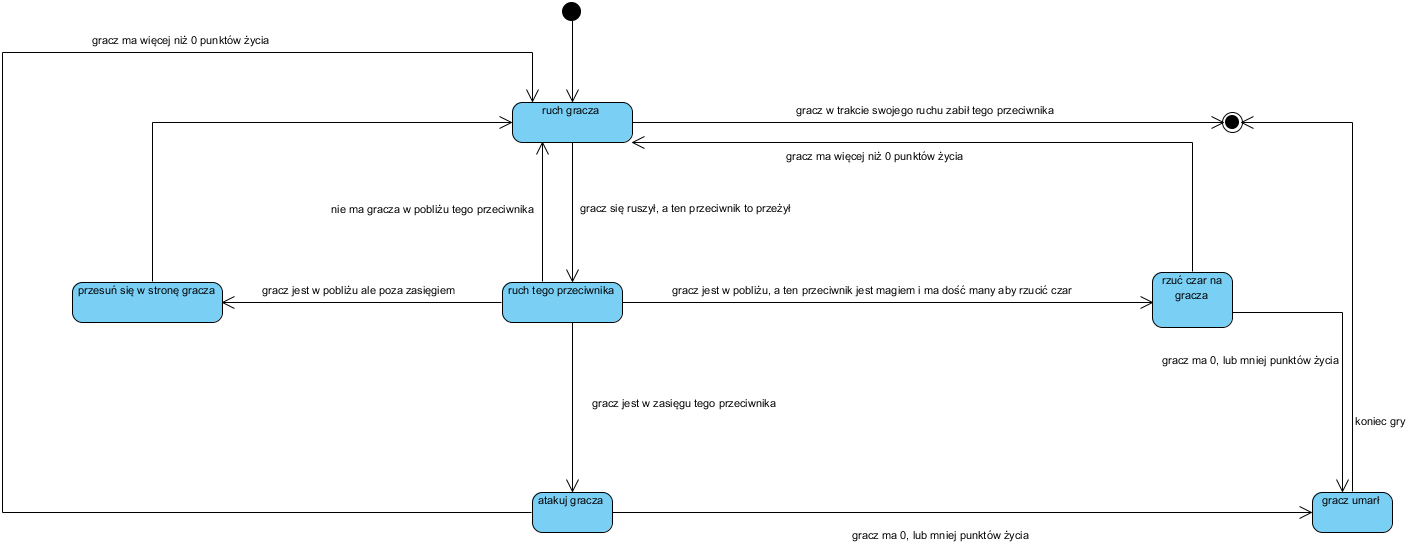 gracz ma więcej niż 0 punktów życia
ruch gracza
gracz w trakcie swojego ruchu zabił tego przeciwnika
gracz ma więcej niż 0 punktów życia
nie ma gracza w pobliżu tego przeciwnika
gracz się ruszył, a ten przeciwnik to przeżył
przesuń się w stronę gracza
gracz jest w pobliżu ale poza zasięgiem
ruch tego przeciwnika
gracz jest w pobliżu, a ten przeciwnik jest magiem i ma dość many aby rzucić czar
rzuć czar na
gracza
gracz ma 0, lub mniej punktów życia
gracz jest w zasięgu tego przeciwnika
koniec gry
atakuj gracza
gracz umarł
gracz ma 0, lub mniej punktów życia